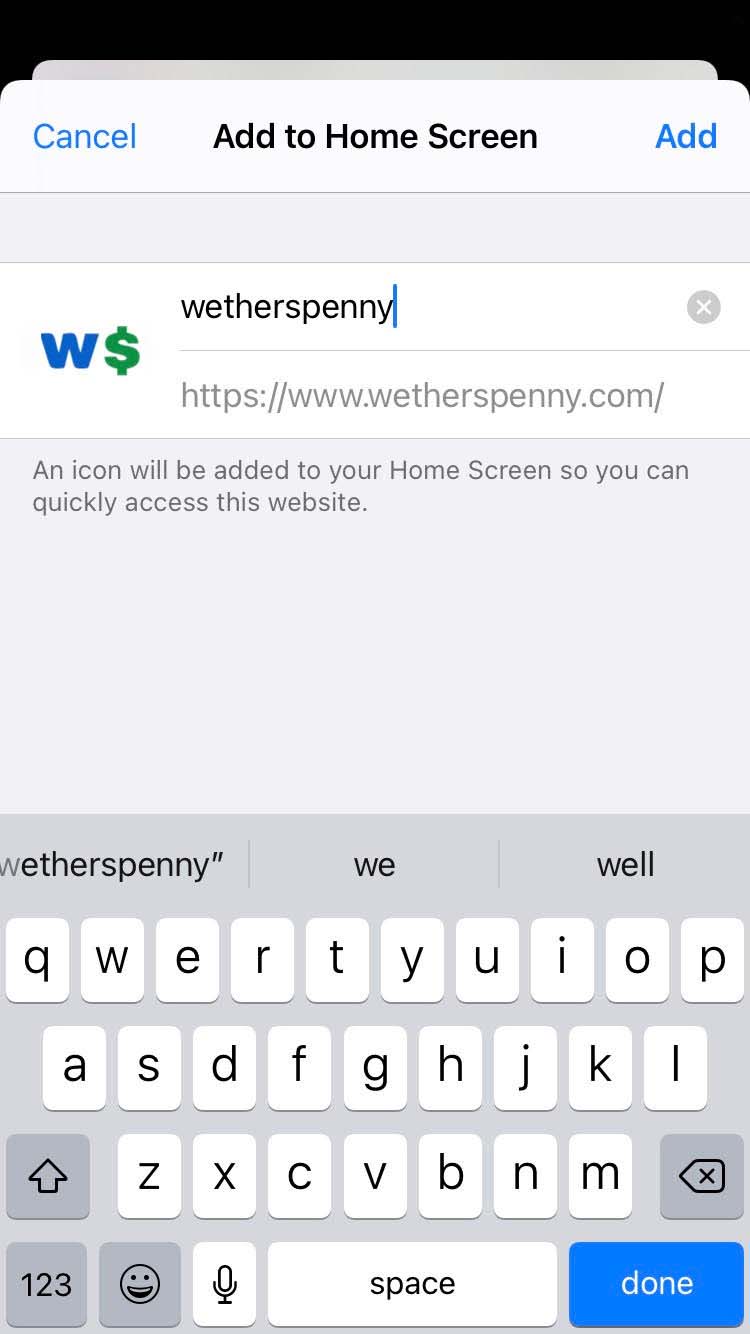 Cancel Add to Home Screen Add
wetherspenny
W$
https://www.wetherspenny.com/
An icon will be added to your Home Screen so you can
quickly access this website.
wetherspenny” we well
q w e r t y u i o p
a s d f g h j k l
z x c v b n m
123 space done